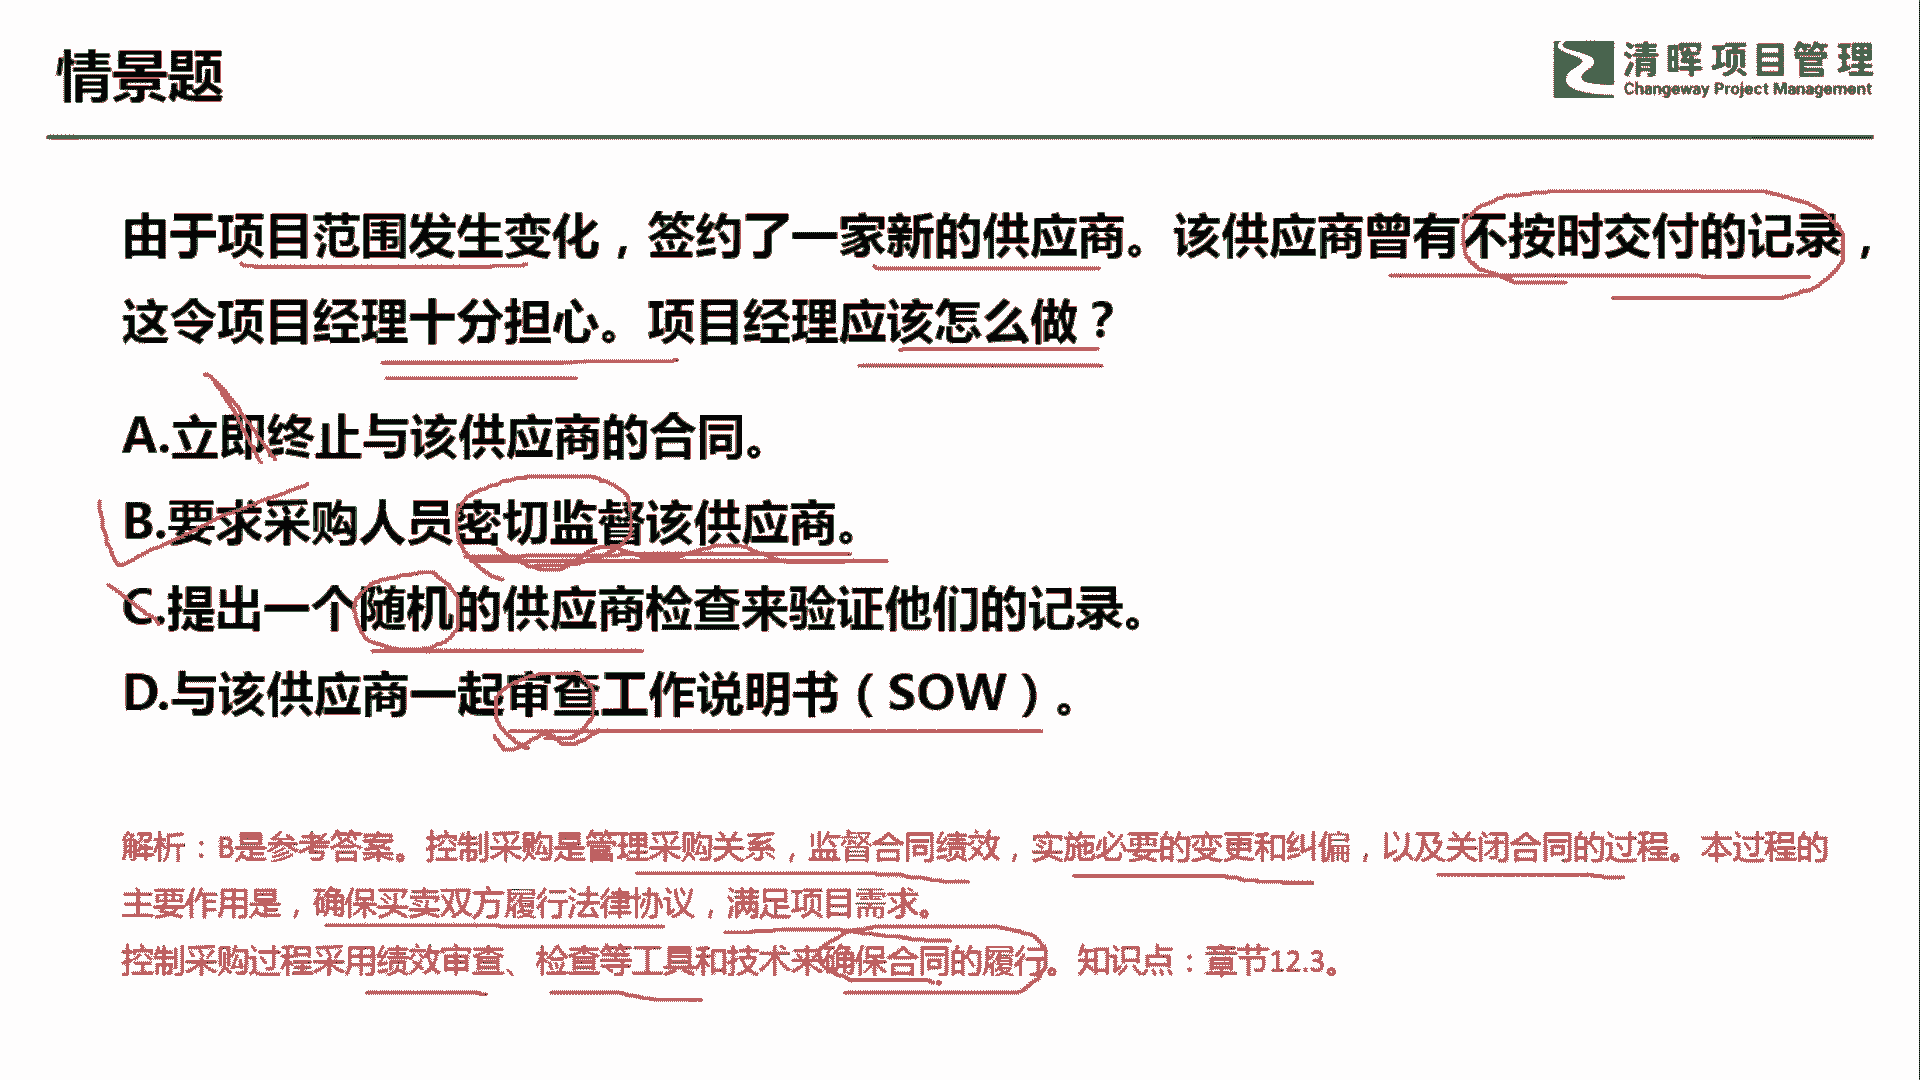 情景题
清晖项目管理
Changeway Project Management
由于项目范围发生变化，签约了一家新的供应商。该供应商曾有不按时交付的记录，
这令项目经理十分担心。项目经理应该怎么做？
A.立即终止与该供应商的合同。
B.要求采购人员密切监督该供应商。
C.提出一个随机的供应商检查来验证他们的记录。
D.与该供应商一起审查工作说明书（SOW）。
解析：B是参考答案。控制采购是管理采购关系，监督合同绩效，实施必要的变更和纠偏，以及关闭合同的过程。本过程的
主要作用是，确保买卖双方履行法律协议，满足项目需求。
控制采购过程采用绩效审查、检查等工具和技术来确保合同的履行。知识点：章节12.3。